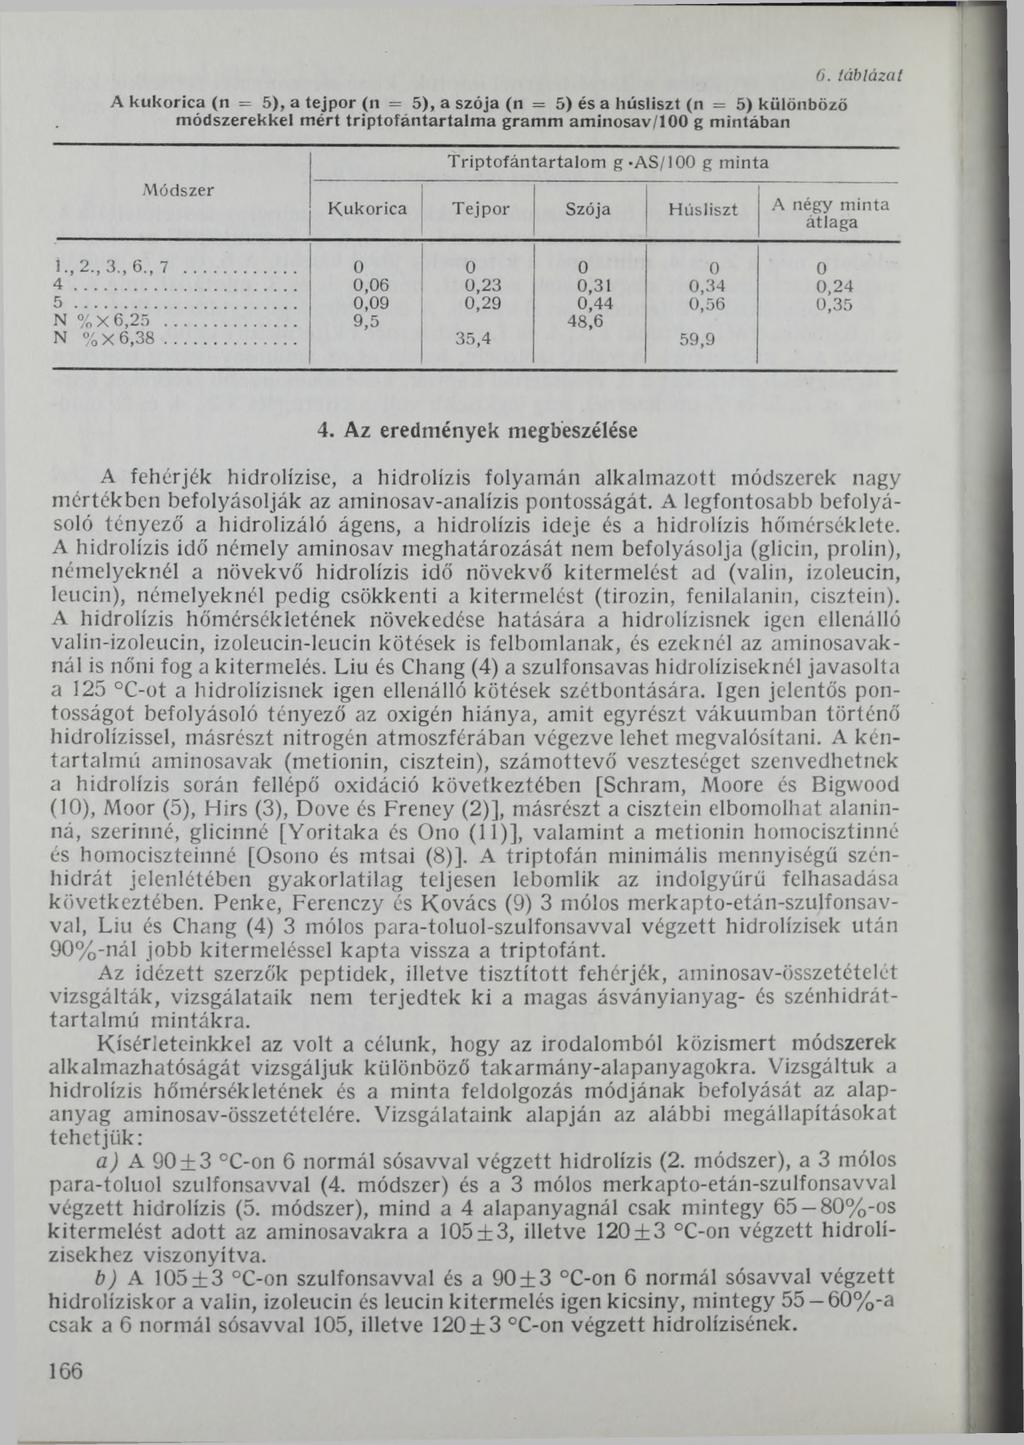 6. táblázat
A kukorica (n = 5), a tejpor (n = 5), a szója (n = 5) és a húsliszt (n = 5) különböző
módszerekkel mért triptofántartalma gramm aminosav/100 g mintában
Triptofántartalom g·AS/100 g minta
Módszer
Kukorica Tejpor Szója Húsliszt A négy minta
átlaga
1., 2., 3., 6., 7 ............ 0 0 0 0 0
4 ........................ 0,06 0,23 0,31 0,34 0,24
5 ........................ 0,09 0,29 0,44 0,56 0,35
N %×6,25 .............. 9,5 48,6
N %×6,38 .............. 35,4 59,9
4. Az eredmények megbeszélése
A fehérjék hidrolízise, a hidrolízis folyamán alkalmazott módszerek nagy
mértékben befolyásolják az aminosav-analízis pontosságát. A legfontosabb befolyá-
soló tényező a hidrolizáló ágens, a hidrolízis ideje és a hidrolízis hőmérséklete.
A hidrolízis idő némely aminosav meghatározását nem befolyásolja (glicin, prolin),
némelyeknél a növekvő hidrolízis idő növekvő kitermelést ad (valin, izoleucin,
leucin), némelyeknél pedig csökkenti a kitermelést (tirozin, fenilalanin, cisztein).
A hidrolízis hőmérsékletének növekedése hatására a hidrolízisnek igen ellenálló
valin-izoleucin, izoleucin-leucin kötések is felbomlanak, és ezeknél az aminosavak-
nál is nőni fog a kitermelés. Liu és Chang (4) a szulfonsavas hidrolíziseknél javasolta
a 125 °C-ot a hidrolízisnek igen ellenálló kötések szétbontására. Igen jelentős pon-
tosságot befolyásoló tényező az oxigén hiánya, amit egyrészt vákuumban történő
hidrolízissel, másrészt nitrogén atmoszférában végezve lehet megvalósítani. A kén-
tartalmú aminosavak (metionin, cisztein), számottevő veszteséget szenvedhetnek
a hidrolízis során fellépő oxidáció következtében [Schram, Moore és Bigwood
(10), Moor (5), Hirs (3), Dove és Freney (2)], másrészt a cisztein elbomolhat alanin-
ná, szerinné, glicinné [Yoritaka és Ono (11)], valamint a metionin homocisztinné
és homociszteinné [Osono és mtsai (8)]. A triptofán minimális mennyiségű szén-
hidrát jelenlétében gyakorlatilag teljesen lebomlik az indolgyűrű felhasadása
következtében. Penke, Ferenczy és Kovács (9) 3 mólos merkapto-etán-szulfonsav-
val, Liu és Chang (4) 3 mólos para-toluol-szulfonsavval végzett hidrolízisek után
90%-nál jobb kitermeléssel kapta vissza a triptofánt.
Az idézett szerzők peptidek, illetve tisztított fehérjék, aminosav-összetételét
vizsgálták, vizsgálataik nem terjedtek ki a magas ásványianyag- és szénhidrát-
tartalmú mintákra.
Kísérleteinkkel az volt a célunk, hogy az irodalomból közismert módszerek
alkalmazhatóságát vizsgáljuk különböző takarmány-alapanyagokra. Vizsgáltuk a
hidrolízis hőmérsékletének és a minta feldolgozás módjának befolyását az alap-
anyag aminosav-összetételére. Vizsgálataink alapján az alábbi megállapításokat
tehetjük:
a) A 90±3 °C-on 6 normál sósavval végzett hidrolízis (2. módszer), a 3 mólos
para-toluol szulfonsavval (4. módszer) és a 3 mólos merkapto-etán-szulfonsavval
végzett hidrolízis (5. módszer), mind a 4 alapanyagnál csak mintegy 65—80%-os
kitermelést adott az aminosavakra a 105±3, illetve 120±3 °C-on végzett hidrolí-
zisekhez viszonyítva.
b) A 105±3 °C-on szulfonsavval és a 90±3 °C-on 6 normál sósavval végzett
hidrolíziskor a valin, izoleucin és leucin kitermelés igen kicsiny, mintegy 55—60%-a
csak a 6 normál sósavval 105, illetve 120±3 °C-on végzett hidrolízisének.
166